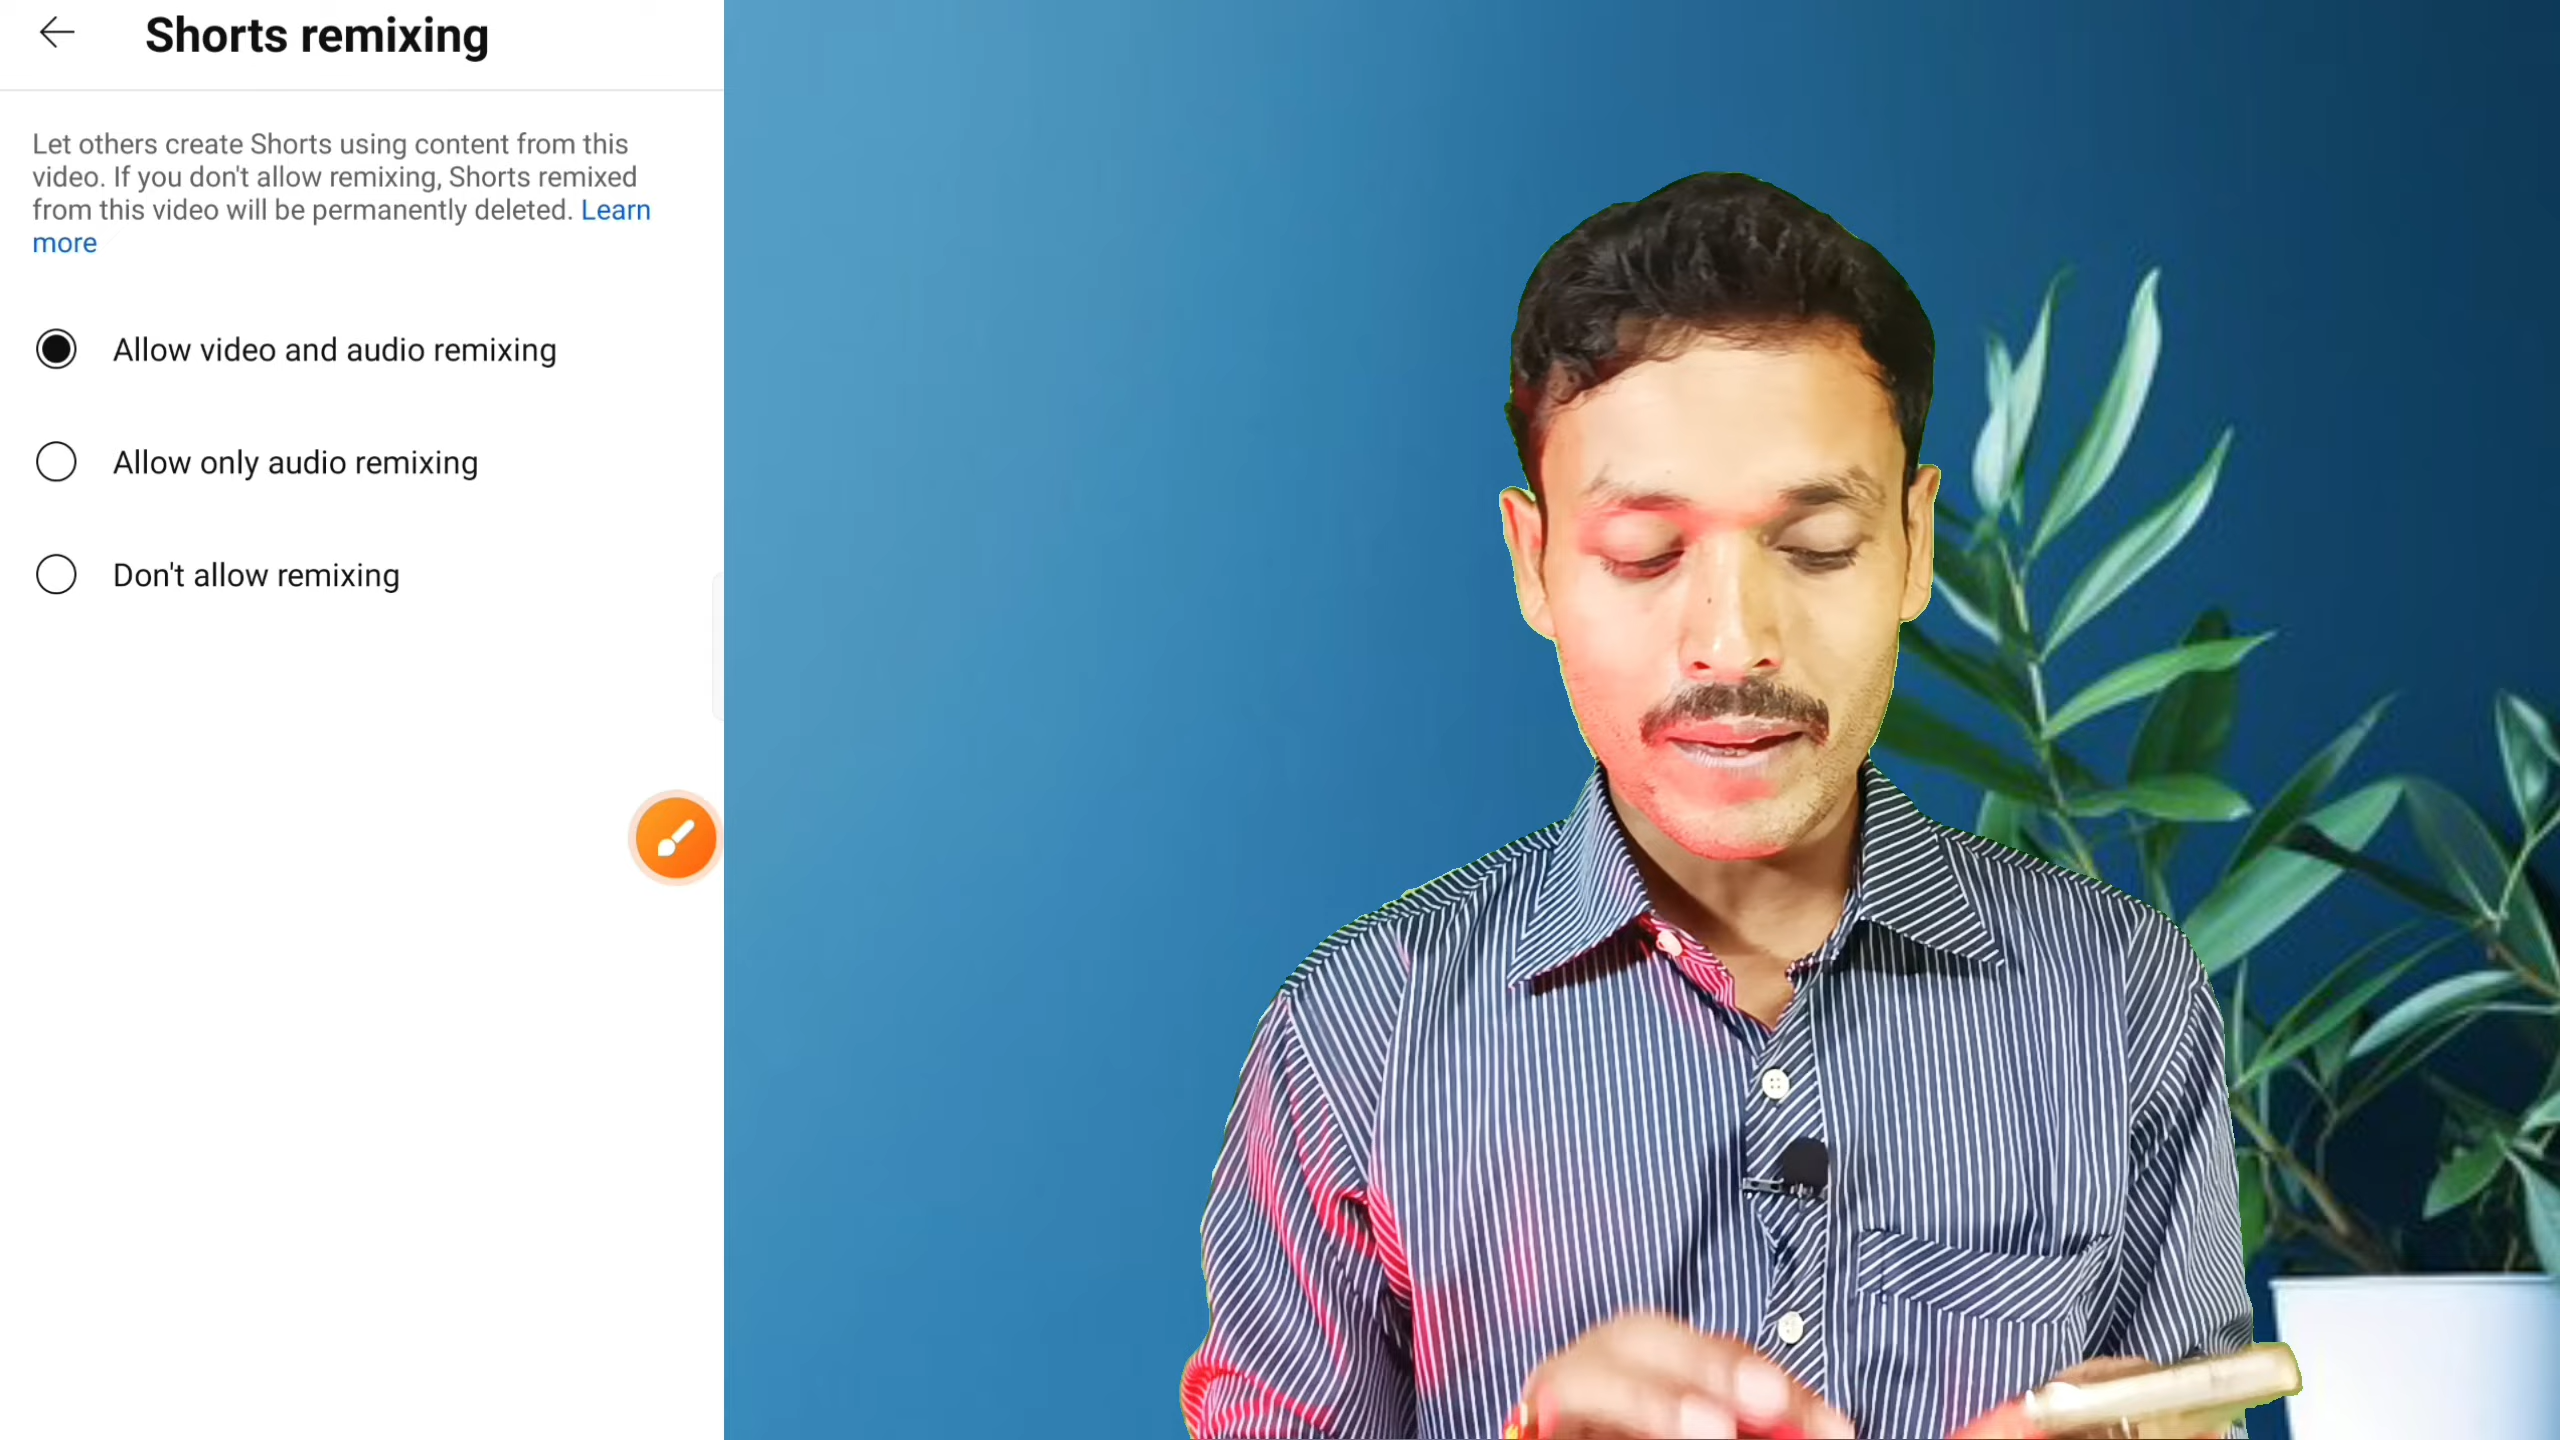 Shorts remixing
Let others create Shorts using content from this
video. If you don't allow remixing, Shorts remixed
from this video will be permanently deleted. Learn
more
Allow video and audio remixing
Allow only audio remixing
Don't allow remixing